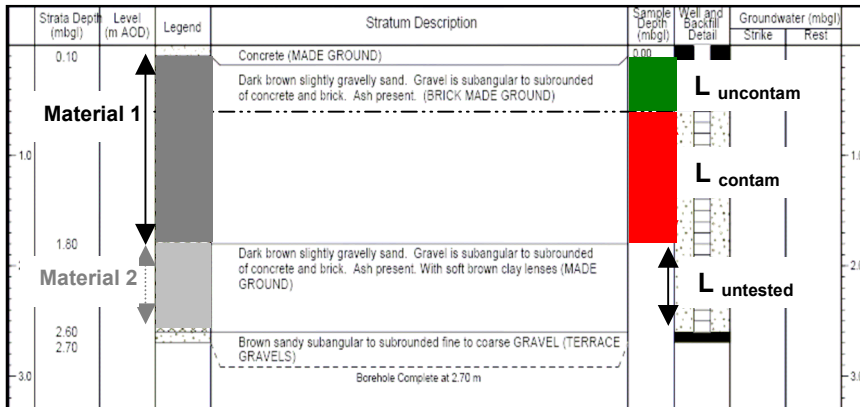 Strata Depth (mbgl)
Level (m AOD)
Legend
Stratum Description
Sample Depth (mbgl)
Well and Backfill Detail
Groundwater (mbgl)
Strike
Rest
0.10
Concrete (MADE GROUND)
0.00
Dark brown slightly gravelly sand. Gravel is subangular to subrounded
of concrete and brick. Ash present. (BRICK MADE GROUND)
L uncontam
Material 1
1.0
1.0
L contam
1.80
Dark brown slightly gravelly sand. Gravel is subangular to subrounded
of concrete and brick. Ash present. With soft brown clay lenses (MADE
GROUND)
Material 2
2.0
L untested
2.60
2.70
Brown sandy subangular to subrounded fine to coarse GRAVEL (TERRACE
GRAVELS)
Borehole Complete at 2.70 m
3.0
3.0